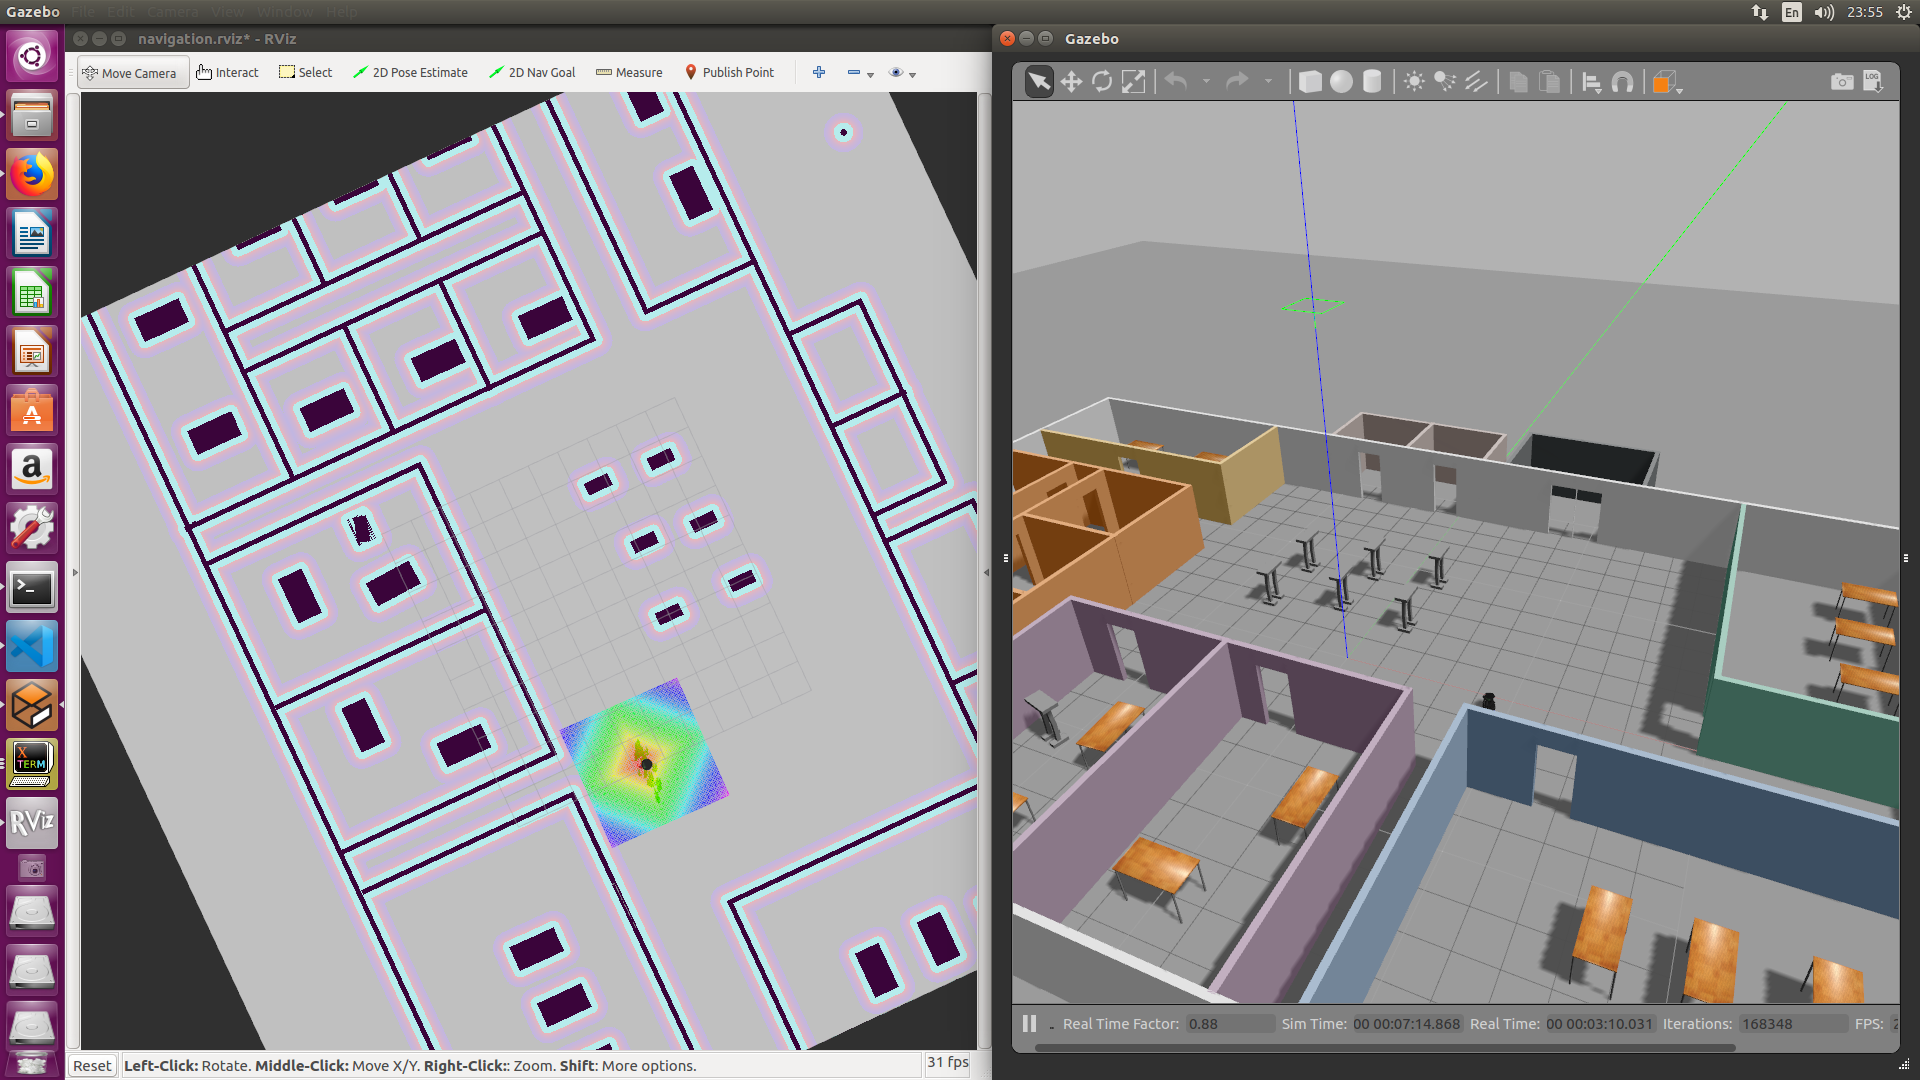 Gazebo File Edit Camera View Window Help
En 23:55
navigation.rviz* - RViz
Gazebo
Move Camera Interact Select 2D Pose Estimate 2D Nav Goal Measure Publish Point
LOG
a
>_
X
TERM
RViz
Real Time Factor: 0.88 Sim Time: 00 00:07:14.868 Real Time: 00 00:03:10.031 Iterations: 168348 FPS:
Reset Left-Click: Rotate. Middle-Click: Move X/Y. Right-Click:: Zoom. Shift: More options. 31 fps